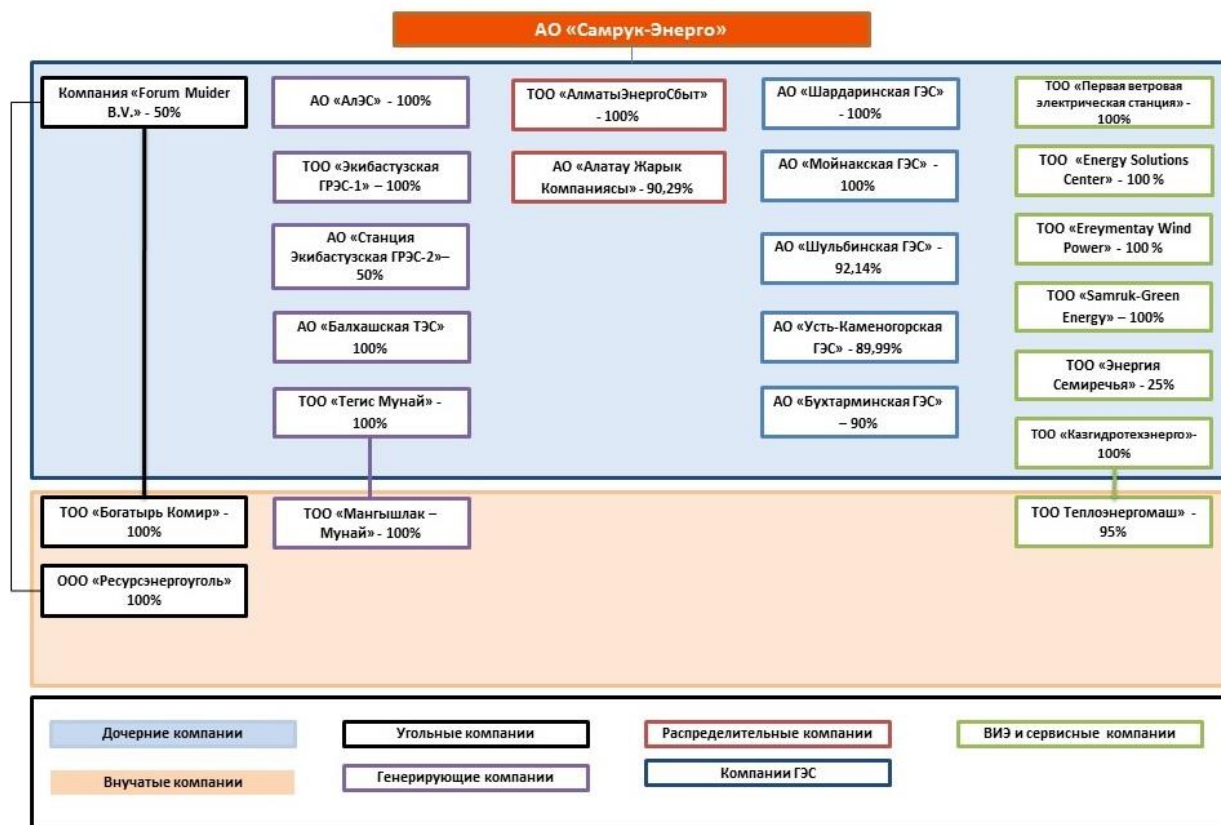 АО «Самрук-Энерго»
Компания «Forum Muider
B.V.» - 50%
АО «АлЭС» - 100%
ТОО «Экибастузская
ГРЭС-1» – 100%
АО «Станция
Экибастузская ГРЭС-2»–
50%
АО «Балхашская ТЭС»
100%
ТОО «Тегис Мунай» -
100%
ТОО «АлматыЭнергоСбыт»
- 100%
АО «Алатау Жарык
Компаниясы» - 90,29%
АО «Шардаринская ГЭС»
- 100%
АО «Мойнакская ГЭС» -
100%
АО «Шульбинская ГЭС» -
92,14%
АО «Усть-Каменогорская
ГЭС» - 89,99%
АО «Бухтарминская ГЭС»
– 90%
ТОО «Первая ветровая
электрическая станция» -
100%
ТОО «Energy Solutions
Center» - 100 %
ТОО «Ereymentay Wind
Power» - 100 %
ТОО «Samruk-Green
Energy» – 100%
ТОО «Энергия
Семиречья» - 25%
ТОО «Казгидротехэнерго»-
100%
ТОО «Богатырь Комир» -
100%
ООО «Ресурсэнергоуголь»
100%
ТОО «Мангышлак –
Мунай» - 100%
ТОО Теплоэнергомаш» -
95%
Дочерние компании
Угольные компании
Распределительные компании
ВИЭ и сервисные компании
Внучатые компании
Генерирующие компании
Компании ГЭС